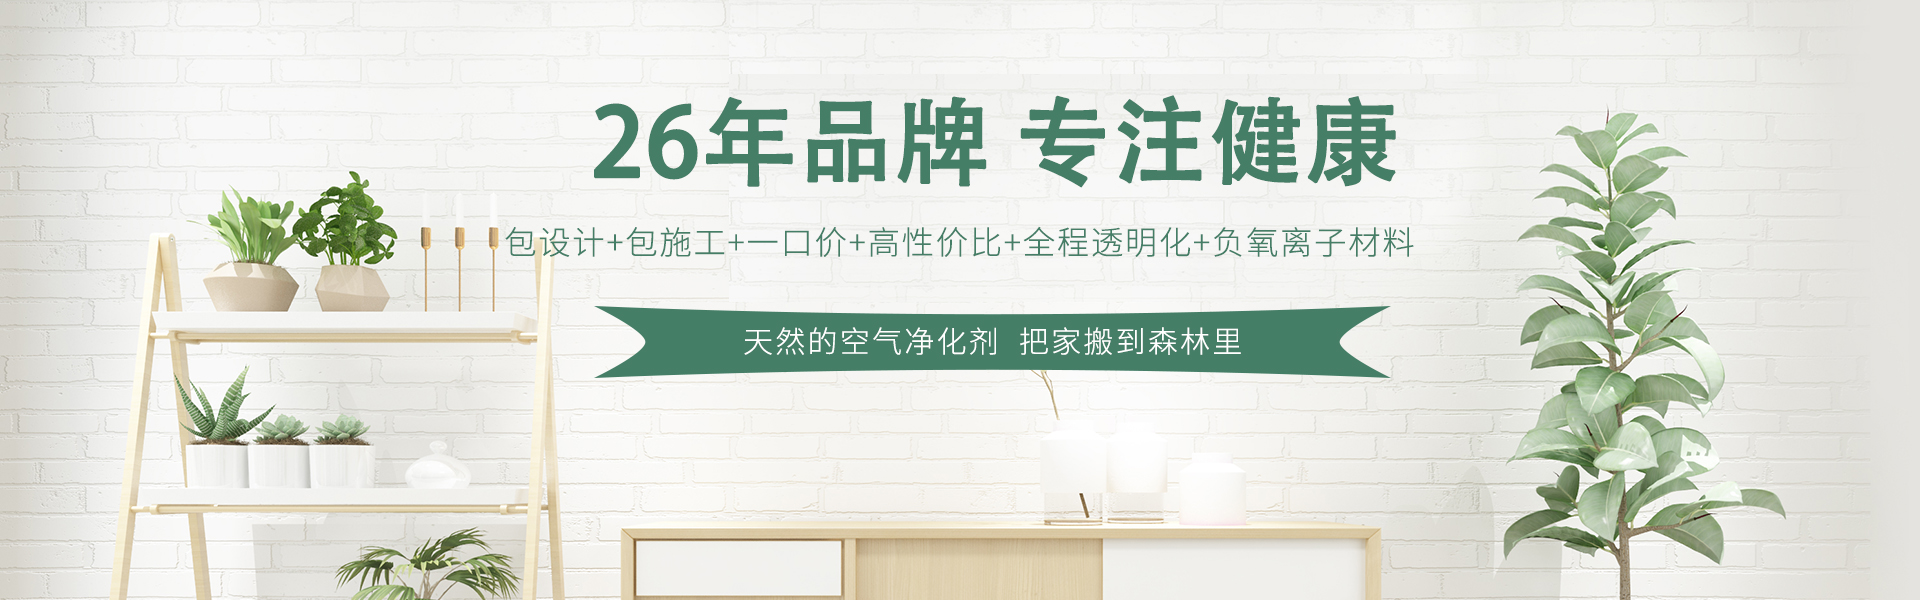 26年品牌 专注健康
包设计+包施工+一口价+高性价比+全程透明化+负氧离子材料
天然的空气净化剂 把家搬到森林里